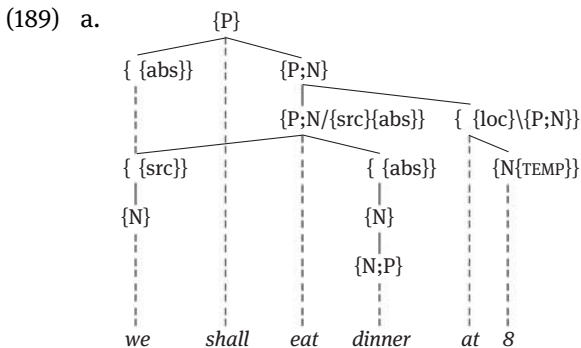 (189) a. {P}
{ {abs}} {P;N}
{P;N/{src}{abs}} { {loc}\{P;N}}
{ {src}} { {abs}} {N{TEMP}}
{N} {N}
{N;P}
we shall eat dinner at 8